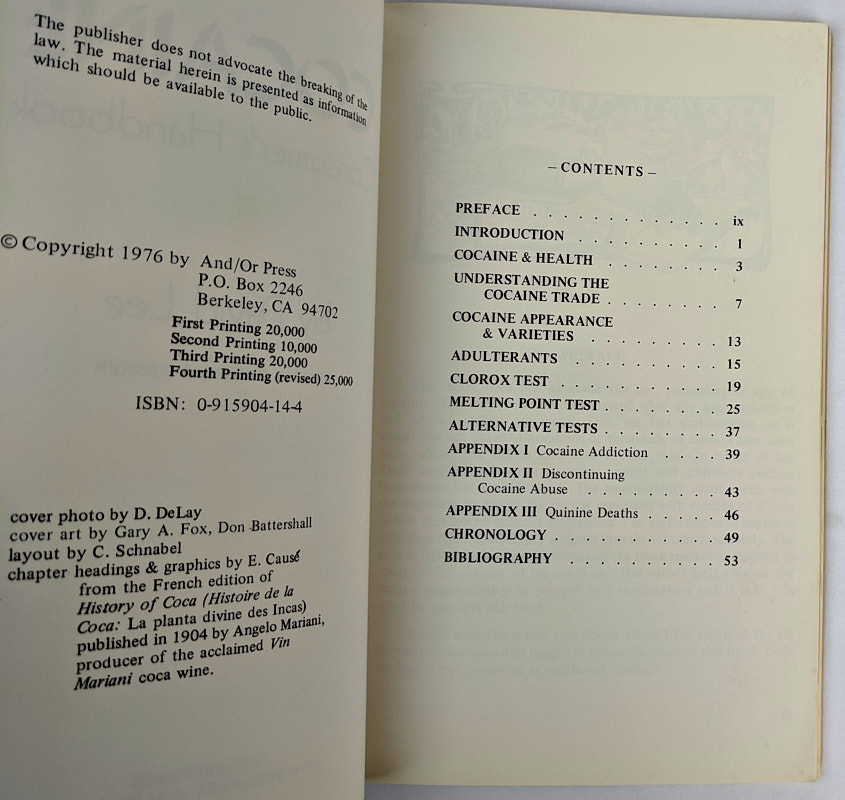 The publisher does not advocate the breaking of the
law. The material herein is presented as information
which should be available to the public.
© Copyright 1976 by And/Or Press
P.O. Box 2246
Berkeley, CA 94702
First Printing 20,000
Second Printing 10,000
Third Printing 20,000
Fourth Printing (revised) 25,000
ISBN: 0-915904-14-4
cover photo by D. DeLay
cover art by Gary A. Fox, Don Battershall
layout by C. Schnabel
chapter headings & graphics by E. Causé
from the French edition of
History of Coca (Histoire de la
Coca: La planta divine des Incas)
published in 1904 by Angelo Mariani,
producer of the acclaimed Vin
Mariani coca wine.
– CONTENTS –
PREFACE . . . . . . . . . . . . . ix
INTRODUCTION . . . . . . . . . . 1
COCAINE & HEALTH . . . . . . . . 3
UNDERSTANDING THE
COCAINE TRADE . . . . . . . . 7
COCAINE APPEARANCE
& VARIETIES . . . . . . . . . 13
ADULTERANTS . . . . . . . . . . 15
CLOROX TEST . . . . . . . . . . 19
MELTING POINT TEST . . . . . . . . 25
ALTERNATIVE TESTS . . . . . . . . 37
APPENDIX I Cocaine Addiction . . . . 39
APPENDIX II Discontinuing
Cocaine Abuse . . . . . . . . . 43
APPENDIX III Quinine Deaths . . . . . 46
CHRONOLOGY . . . . . . . . . . . 49
BIBLIOGRAPHY . . . . . . . . . . 53